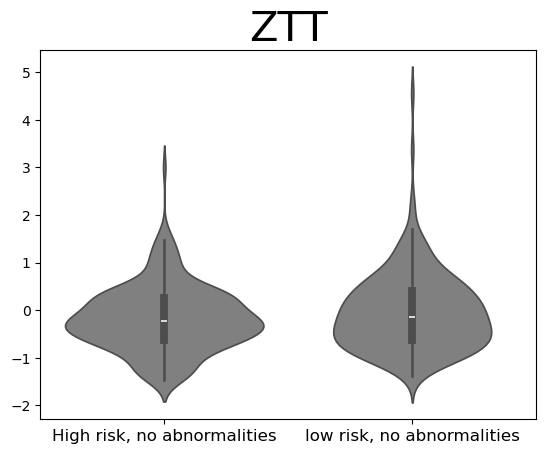 ZTT
5
4
3
2
1
0
−1
−2
High risk, no abnormalities
low risk, no abnormalities